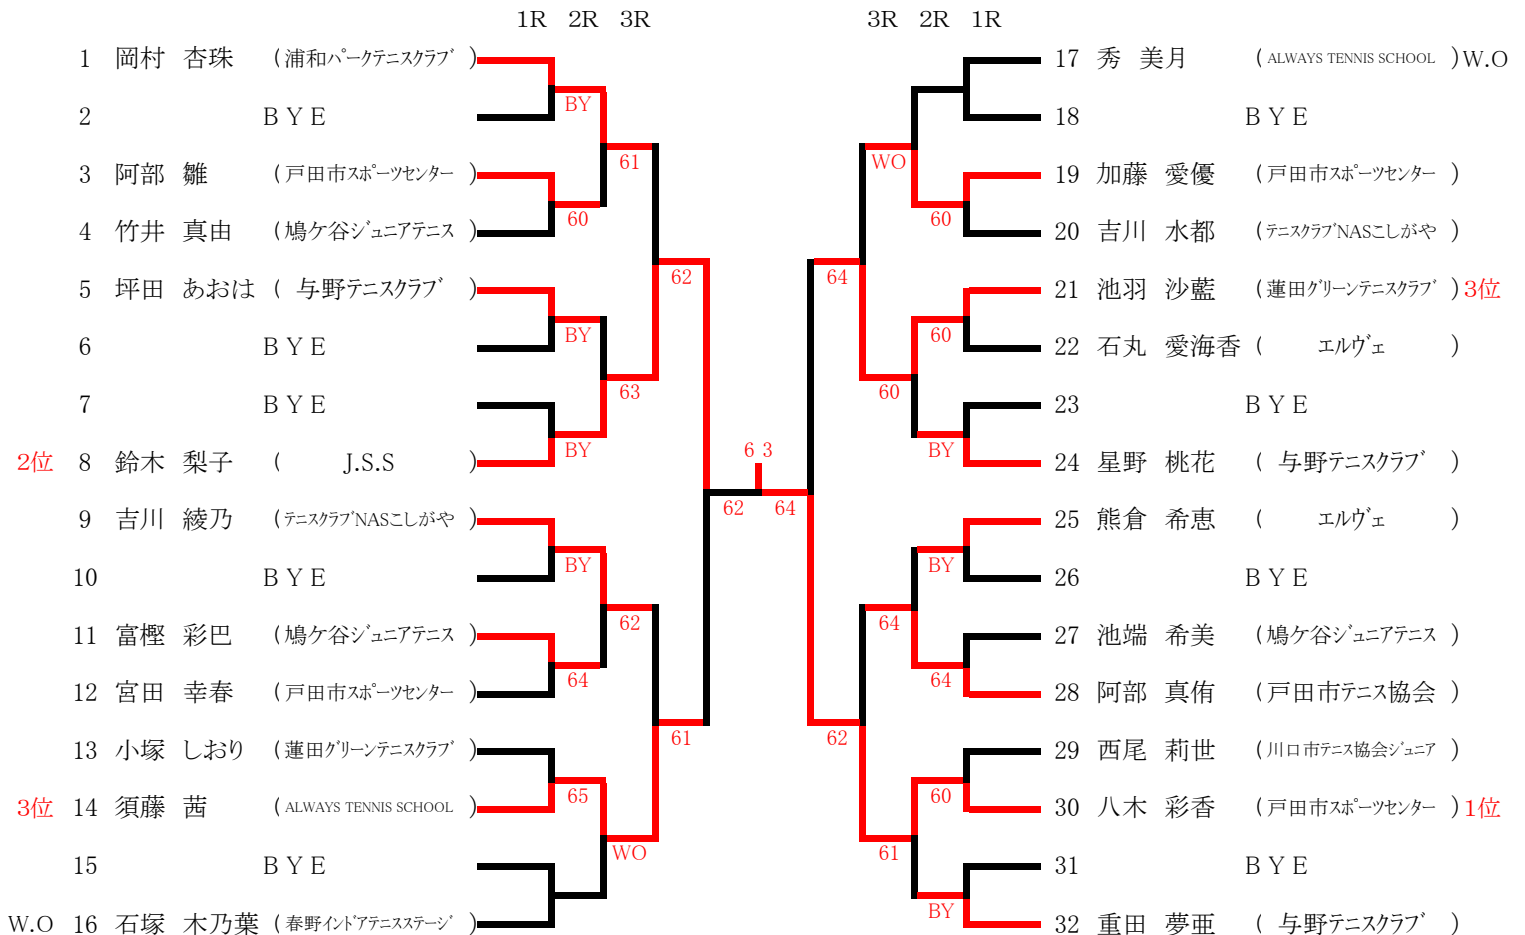 1R 2R 3R 3R 2R 1R
1 岡村 杏珠 (浦和パークテニスクラブ) 17 秀 美月 (ALWAYS TENNIS SCHOOL) W.O
BY
2 BYE 18 BYE
61 WO
3 阿部 雛 (戸田市スポーツセンター) 19 加藤 愛優 (戸田市スポーツセンター)
60 60
4 竹井 真由 (鳩ケ谷ジュニアテニス) 20 吉川 水都 (テニスクラブNASこしがや)
62 64
5 坪田 あおは (与野テニスクラブ) 21 池羽 沙藍 (蓮田グリーンテニスクラブ) 3位
BY 60
6 BYE 22 石丸 愛海香 (エルヴェ)
63 60
7 BYE 23 BYE
BY 6 3 BY
2位 8 鈴木 梨子 (J.S.S) 24 星野 桃花 (与野テニスクラブ)
62 64
9 吉川 綾乃 (テニスクラブNASこしがや) 25 熊倉 希恵 (エルヴェ)
BY BY
10 BYE 26 BYE
62 64
11 富樫 彩巴 (鳩ケ谷ジュニアテニス) 27 池端 希美 (鳩ケ谷ジュニアテニス)
64 64
12 宮田 幸春 (戸田市スポーツセンター) 28 阿部 真侑 (戸田市テニス協会)
61 62
13 小塚 しおり (蓮田グリーンテニスクラブ) 29 西尾 莉世 (川口市テニス協会ジュニア)
65 60
3位 14 須藤 茜 (ALWAYS TENNIS SCHOOL) 30 八木 彩香 (戸田市スポーツセンター) 1位
WO 61
15 BYE 31 BYE
BY
W.O 16 石塚 木乃葉 (春野インドアテニスステージ) 32 重田 夢亜 (与野テニスクラブ)